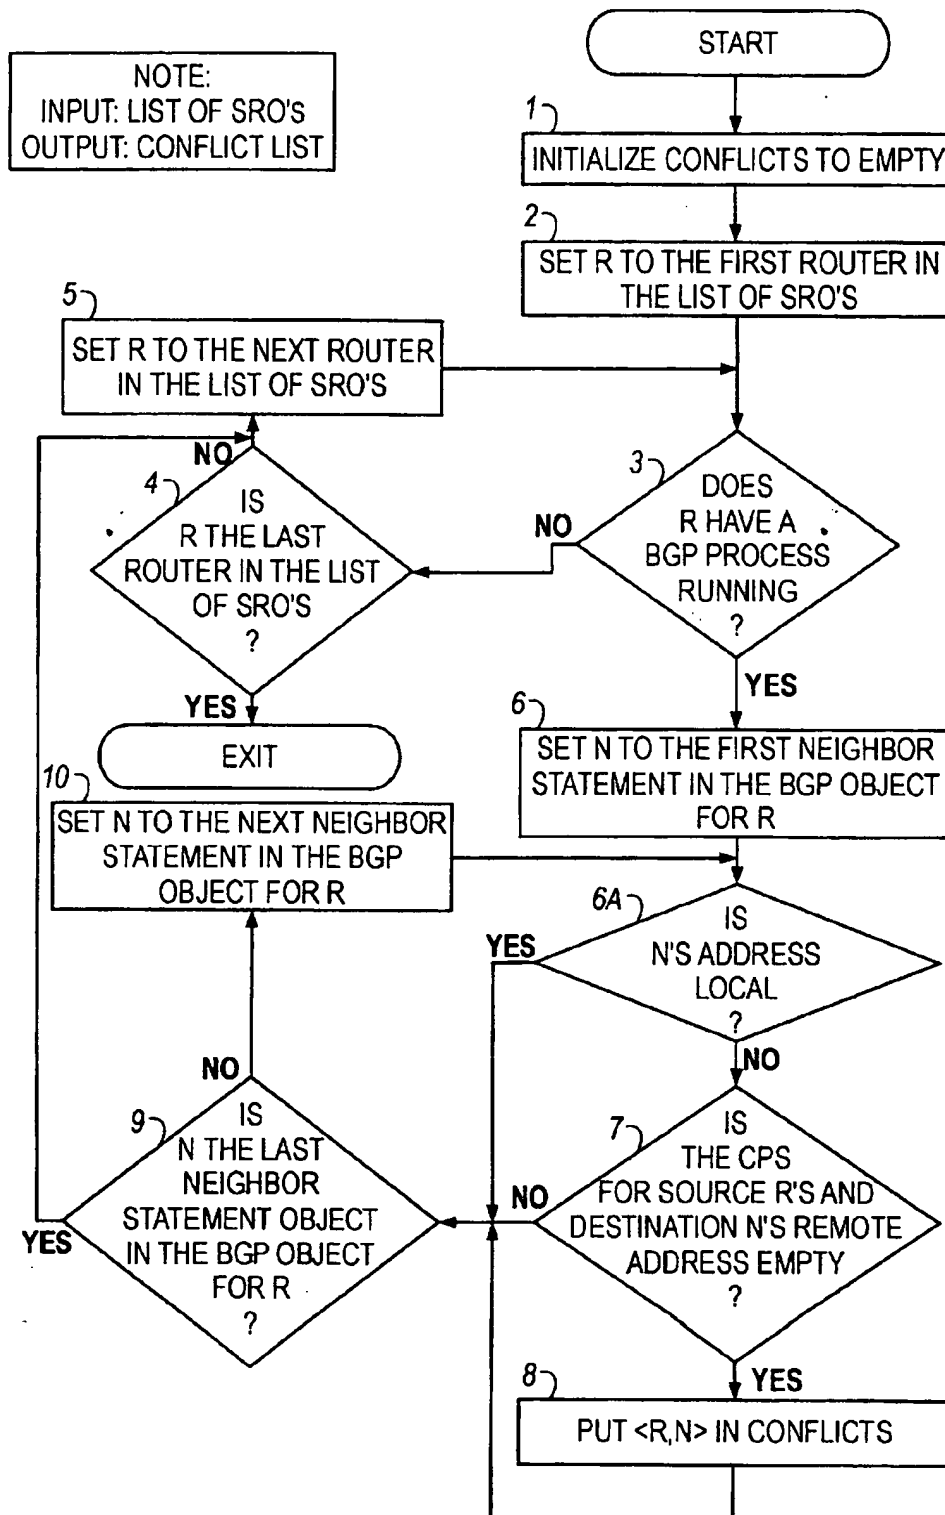 START
NOTE:
INPUT: LIST OF SRO'S
OUTPUT: CONFLICT LIST
1
INITIALIZE CONFLICTS TO EMPTY
2
SET R TO THE FIRST ROUTER IN
THE LIST OF SRO'S
5
SET R TO THE NEXT ROUTER
IN THE LIST OF SRO'S
NO
4
IS
R THE LAST
ROUTER IN THE LIST
OF SRO'S
?
YES
3
DOES
R HAVE A
BGP PROCESS
RUNNING
?
NO
YES
EXIT
6
SET N TO THE FIRST NEIGHBOR
STATEMENT IN THE BGP OBJECT
FOR R
10
SET N TO THE NEXT NEIGHBOR
STATEMENT IN THE BGP
OBJECT FOR R
6A
IS
N'S ADDRESS
LOCAL
?
YES
NO
NO
9
IS
N THE LAST
NEIGHBOR
STATEMENT OBJECT
IN THE BGP OBJECT
FOR R
?
YES
7
IS
THE CPS
FOR SOURCE R'S AND
DESTINATION N'S REMOTE
ADDRESS EMPTY
?
NO
YES
8
PUT <R,N> IN CONFLICTS